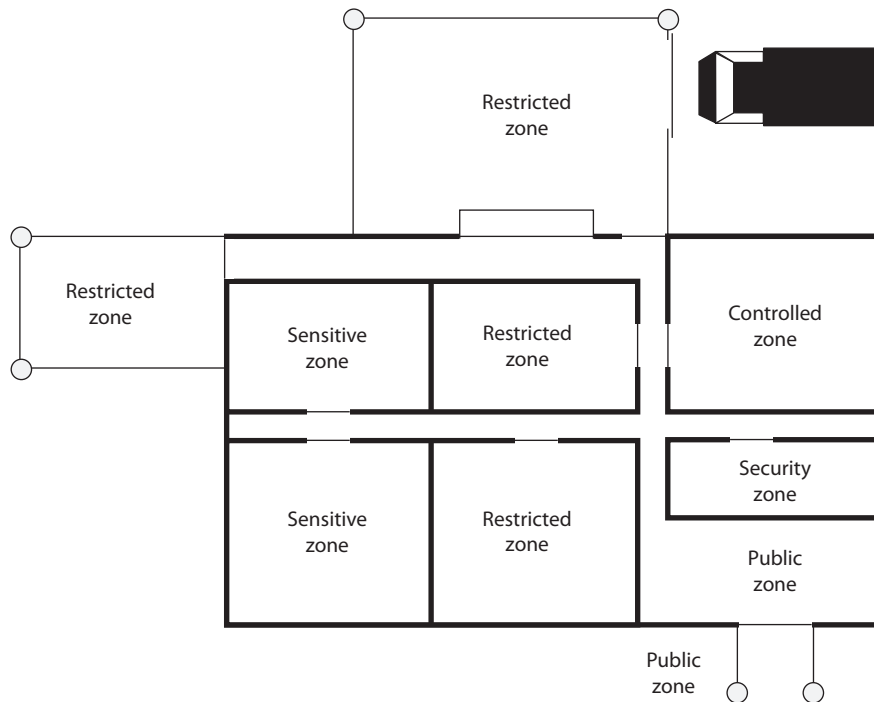 Restricted
zone
Restricted
zone
Sensitive
zone
Restricted
zone
Controlled
zone
Sensitive
zone
Restricted
zone
Security
zone
Public
zone
Public
zone